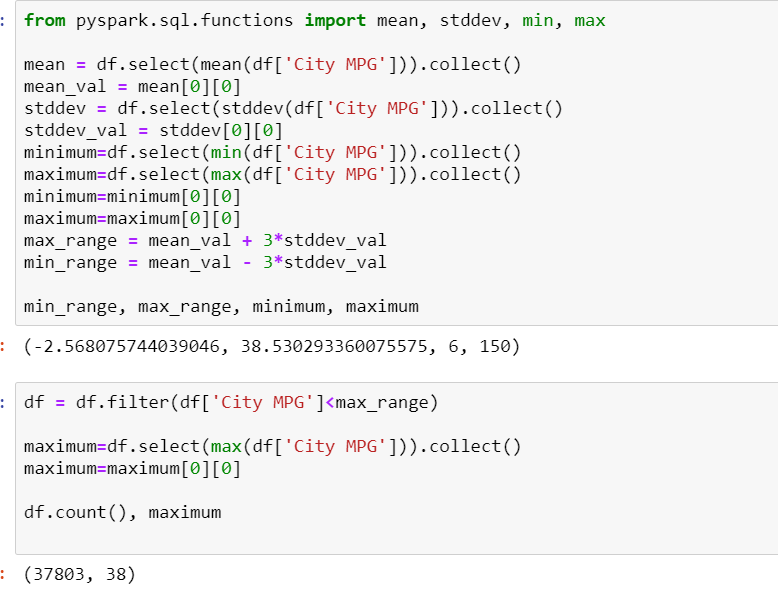 : from pyspark.sql.functions import mean, stddev, min, max
mean = df.select(mean(df['City MPG'])).collect()
mean_val = mean[0][0]
stddev = df.select(stddev(df['City MPG'])).collect()
stddev_val = stddev[0][0]
minimum=df.select(min(df['City MPG'])).collect()
maximum=df.select(max(df['City MPG'])).collect()
minimum=minimum[0][0]
maximum=maximum[0][0]
max_range = mean_val + 3*stddev_val
min_range = mean_val - 3*stddev_val
min_range, max_range, minimum, maximum
: (-2.568075744039046, 38.530293360075575, 6, 150)
: df = df.filter(df['City MPG']<max_range)
maximum=df.select(max(df['City MPG'])).collect()
maximum=maximum[0][0]
df.count(), maximum
: (37803, 38)